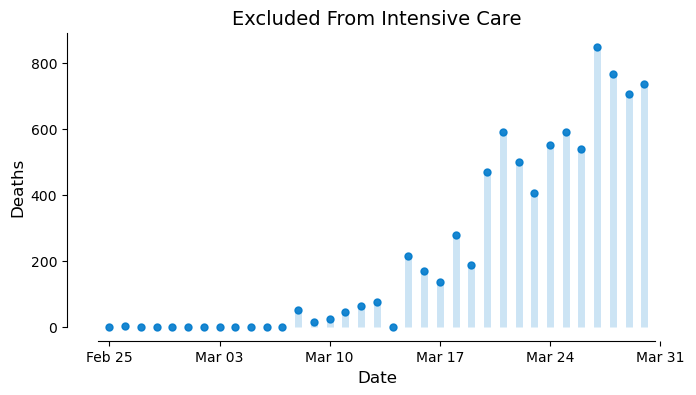 Excluded From Intensive Care
Deaths
800
600
400
200
0
Feb 25 Mar 03 Mar 10 Mar 17 Mar 24 Mar 31
Date